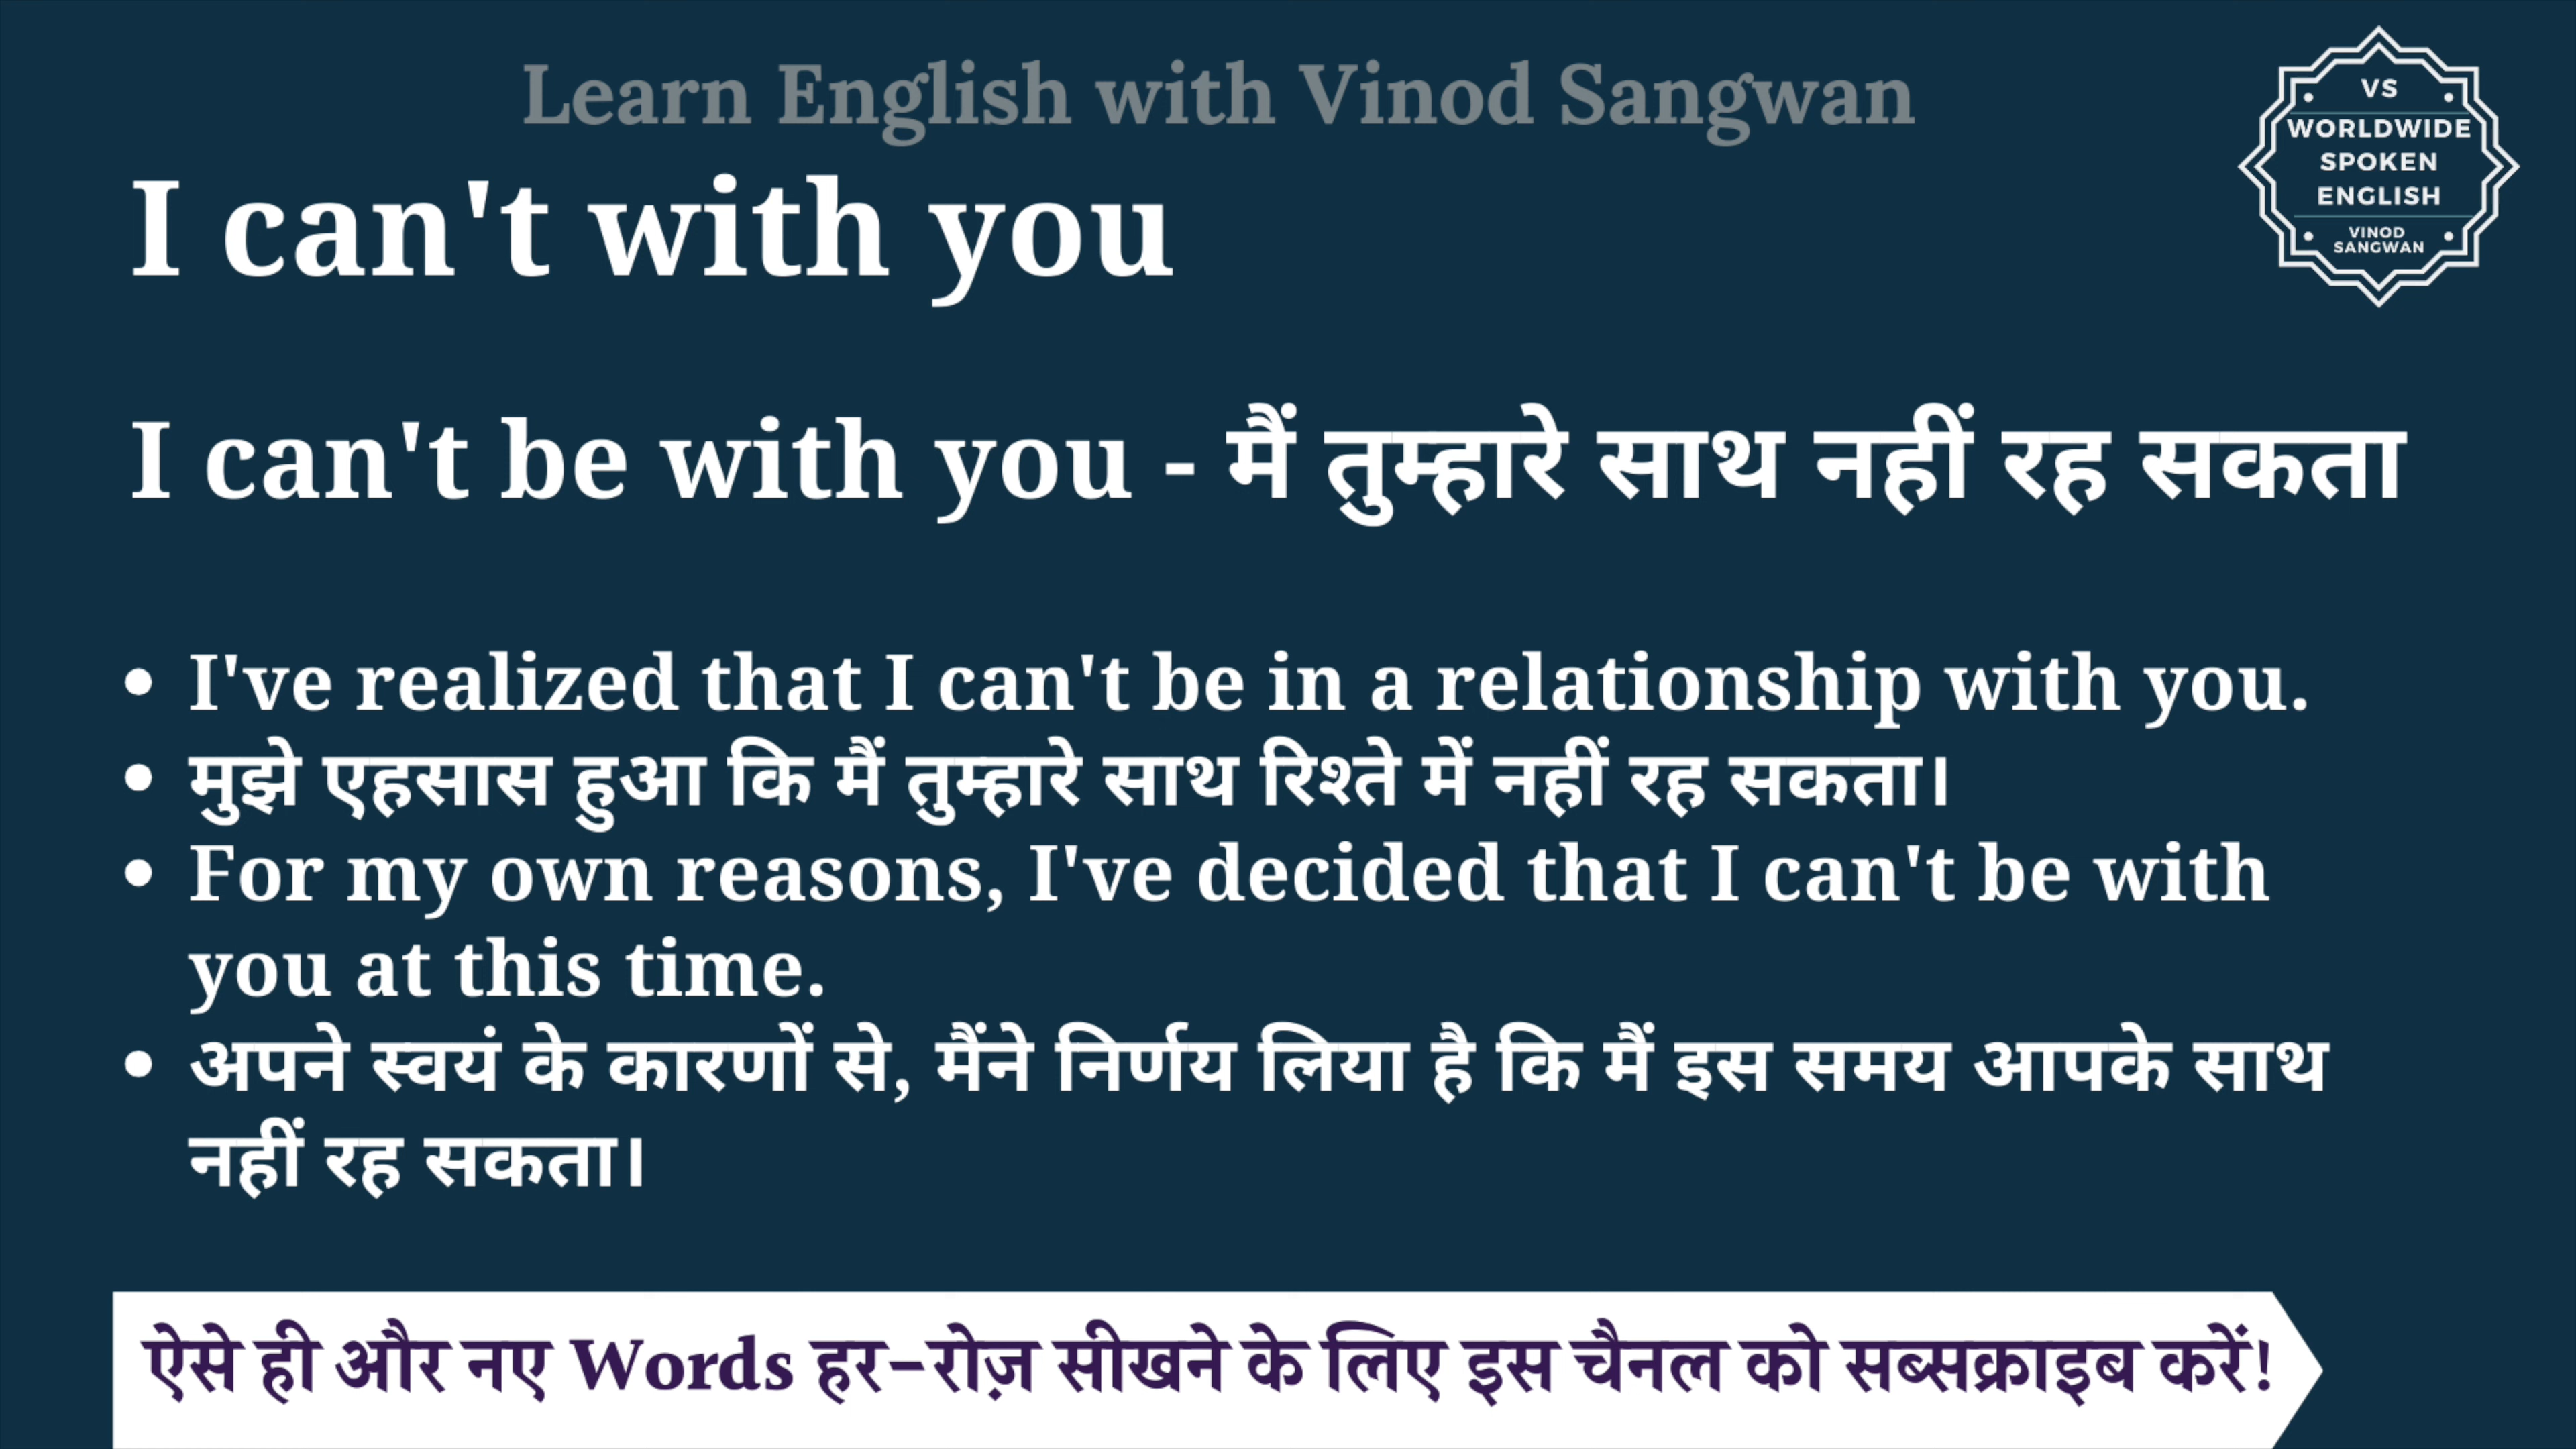 Learn English with Vinod Sangwan
VS
WORLDWIDE
SPOKEN
ENGLISH
VINOD
SANGWAN
I can't with you
I can't be with you - मैं तुम्हारे साथ नहीं रह सकता
• I've realized that I can't be in a relationship with you.
• मुझे एहसास हुआ कि मैं तुम्हारे साथ रिश्ते में नहीं रह सकता।
• For my own reasons, I've decided that I can't be with
you at this time.
• अपने स्वयं के कारणों से, मैंने निर्णय लिया है कि मैं इस समय आपके साथ
नहीं रह सकता।
ऐसे ही और नए Words हर-रोज़ सीखने के लिए इस चैनल को सब्सक्राइब करें!